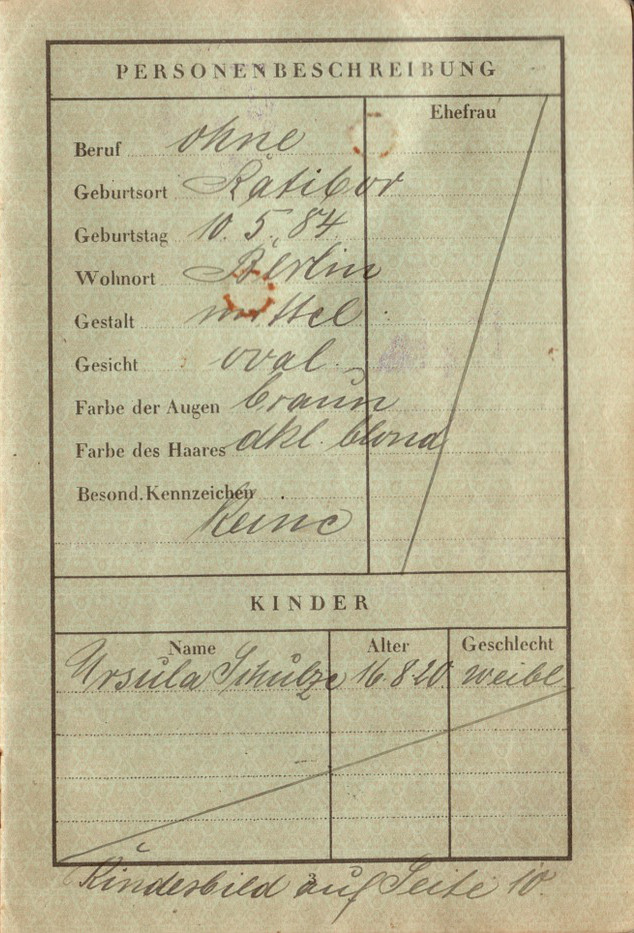 PERSONENBESCHREIBUNG
Ehefrau
Beruf ohne
Geburtsort Ratibor
Geburtstag 10. 5. 84
Wohnort Berlin
Gestalt mittel
Gesicht oval
Farbe der Augen braun
Farbe des Haares dkl. blond
Besond. Kennzeichen
Keine
KINDER
Name Alter Geschlecht
Ursula Schulze 16.8.20. weibl.
3
Kinderbild auf Seite 10.